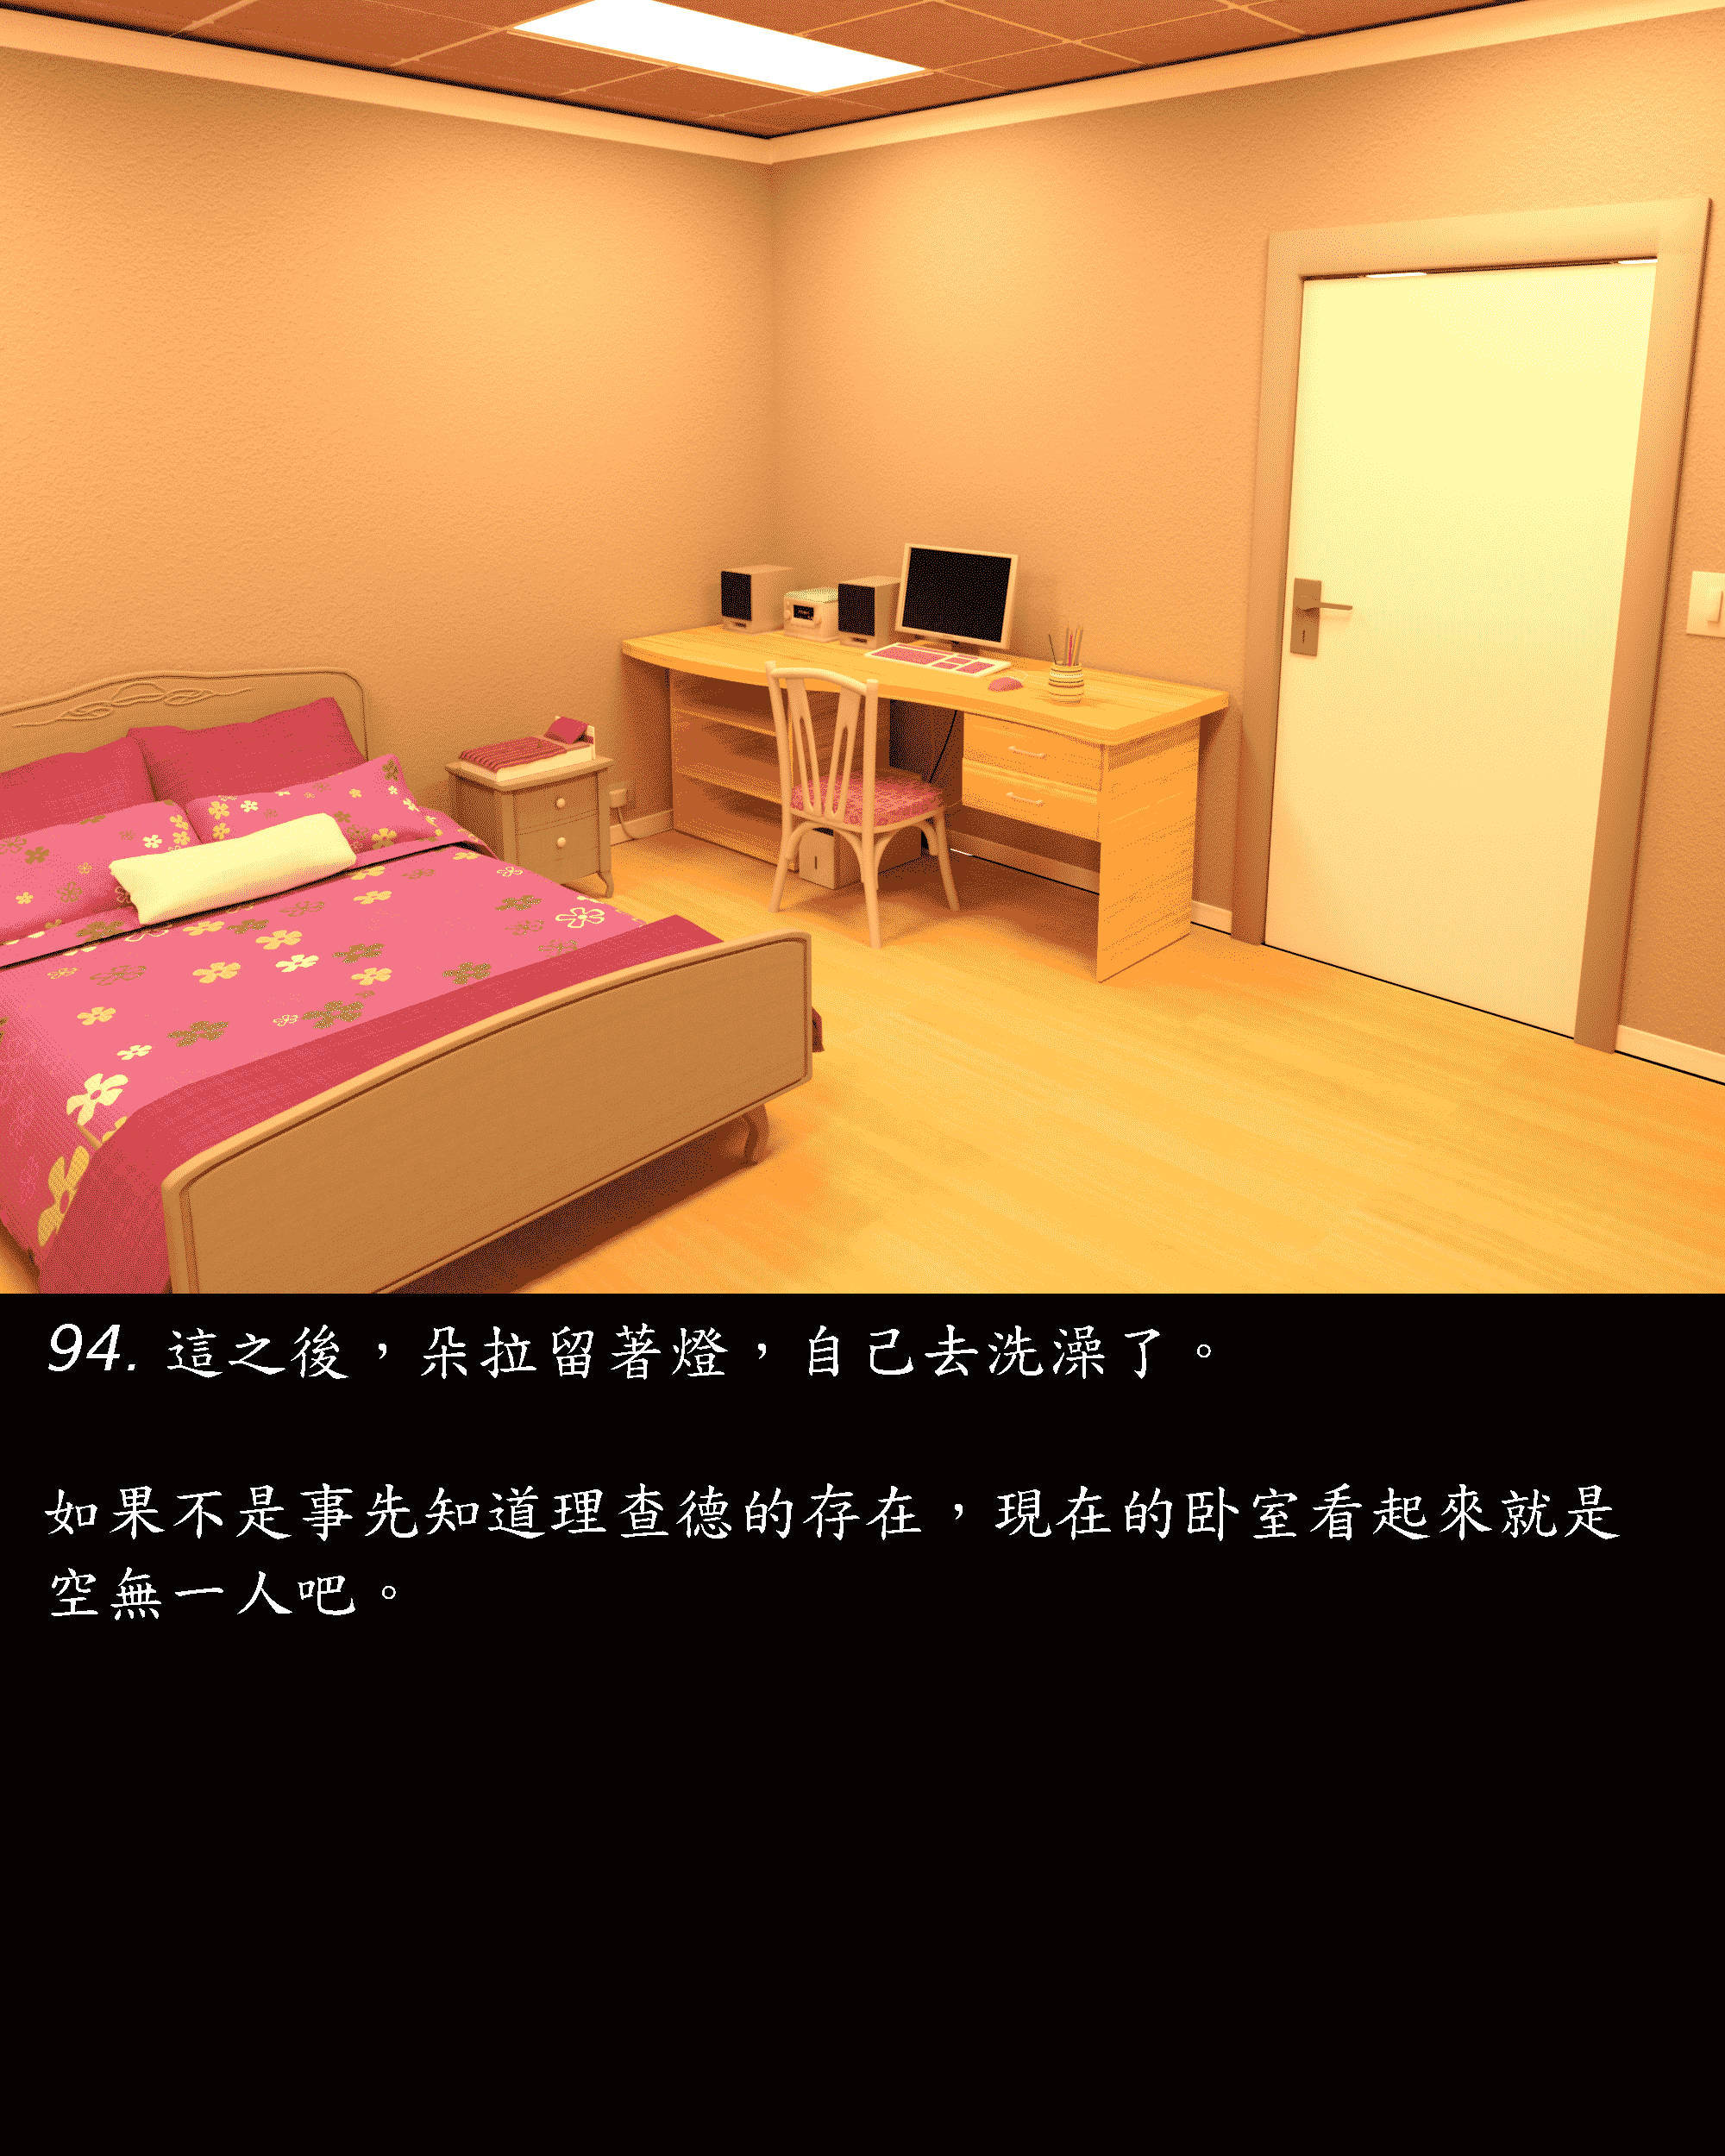 94. 這之後，朵拉留著燈，自己去洗澡了。
如果不是事先知道理查德的存在，現在的卧室看起來就是
空無一人吧。